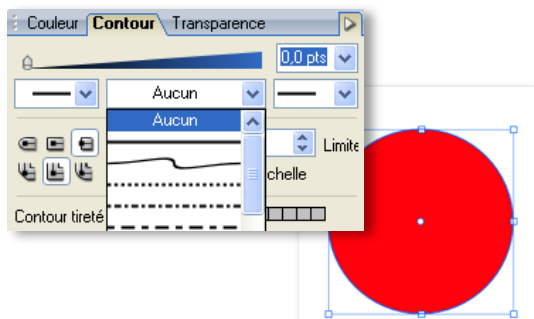 Couleur Contour Transparence
0,0 pts
Aucun
Aucun
Limite
chelle
Contour tireté